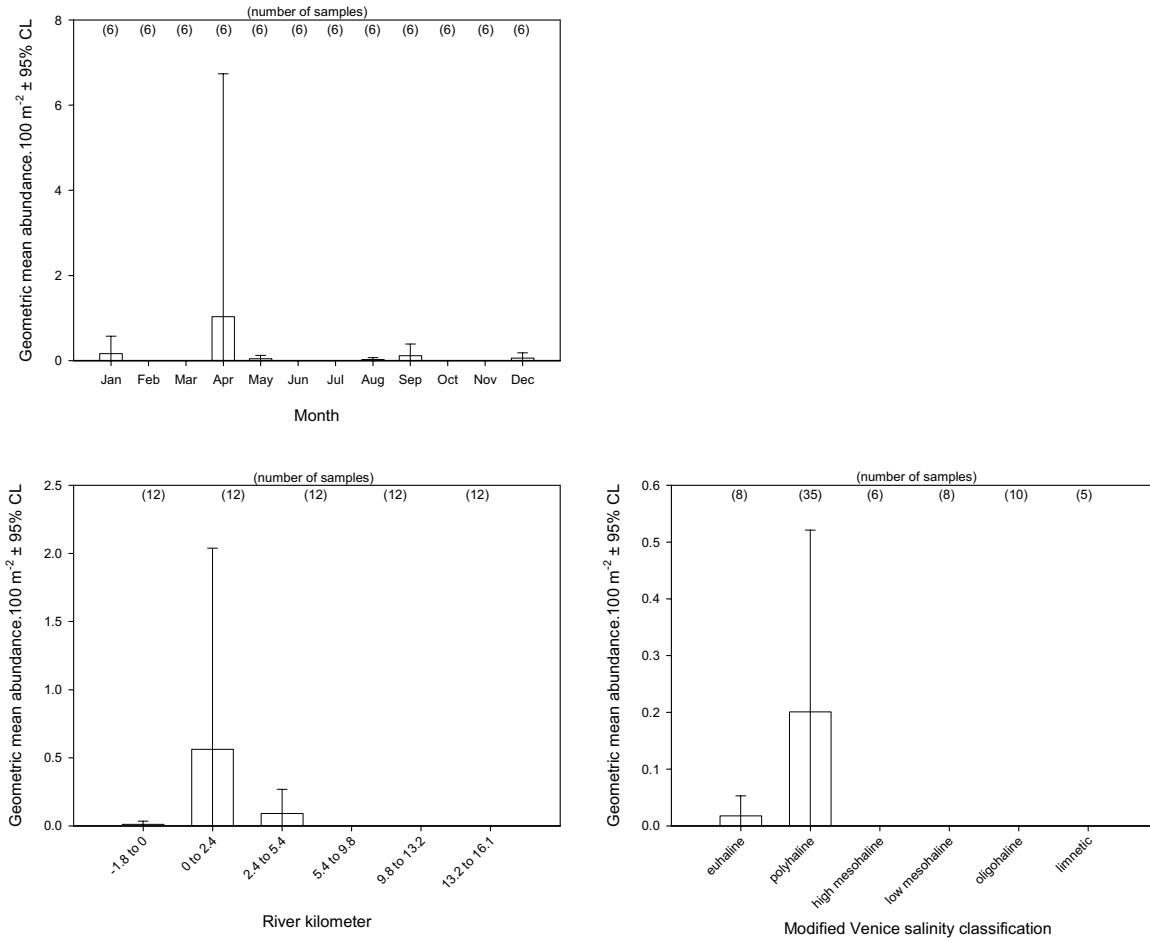 (number of samples)
(6) (6) (6) (6) (6) (6) (6) (6) (6) (6) (6) (6)
Geometric mean abundance.100 m⁻² ± 95% CL
8
6
4
2
0
Jan Feb Mar Apr May Jun Jul Aug Sep Oct Nov Dec
Month
(number of samples)
(12) (12) (12) (12) (12)
Geometric mean abundance.100 m⁻² ± 95% CL
2.5
2.0
1.5
1.0
0.5
0.0
-1.8 to 0 0 to 2.4 2.4 to 5.4 5.4 to 9.8 9.8 to 13.2 13.2 to 16.1
River kilometer
(number of samples)
(8) (35) (6) (8) (10) (5)
Geometric mean abundance.100 m⁻² ± 95% CL
0.6
0.5
0.4
0.3
0.2
0.1
0.0
euhaline polyhaline high mesohaline low mesohaline oligohaline limnetic
Modified Venice salinity classification